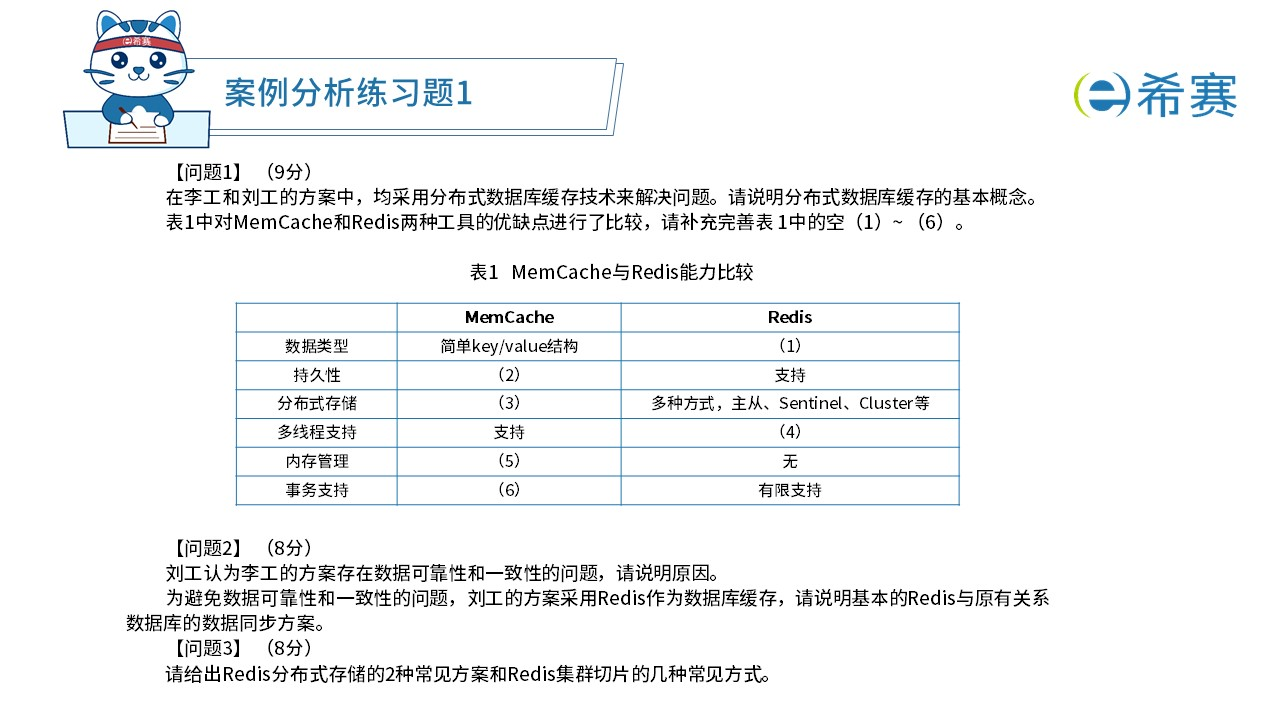 案例分析练习题1
希赛
希赛
【问题1】（9分）
在李工和刘工的方案中，均采用分布式数据库缓存技术来解决问题。请说明分布式数据库缓存的基本概念。
表1中对MemCache和Redis两种工具的优缺点进行了比较，请补充完善表 1中的空（1）~（6）。
表1 MemCache与Redis能力比较
MemCache Redis
数据类型 简单key/value结构 （1）
持久性 （2） 支持
分布式存储 （3） 多种方式，主从、Sentinel、Cluster等
多线程支持 支持 （4）
内存管理 （5） 无
事务支持 （6） 有限支持
【问题2】（8分）
刘工认为李工的方案存在数据可靠性和一致性的问题，请说明原因。
为避免数据可靠性和一致性的问题，刘工的方案采用Redis作为数据库缓存，请说明基本的Redis与原有关系
数据库的数据同步方案。
【问题3】（8分）
请给出Redis分布式存储的2种常见方案和Redis集群切片的几种常见方式。